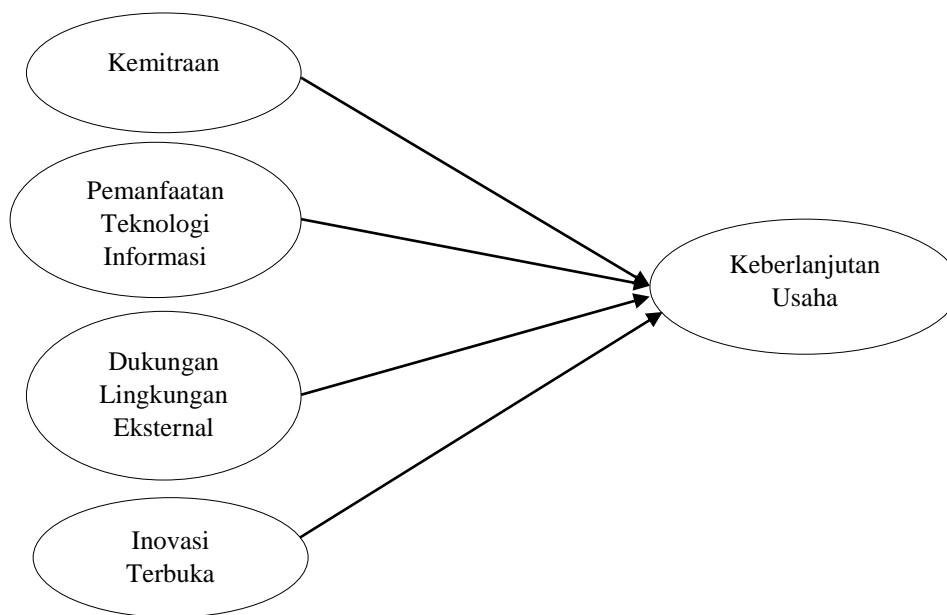 Kemitraan
Pemanfaatan
Teknologi
Informasi
Dukungan
Lingkungan
Eksternal
Inovasi
Terbuka
Keberlanjutan
Usaha